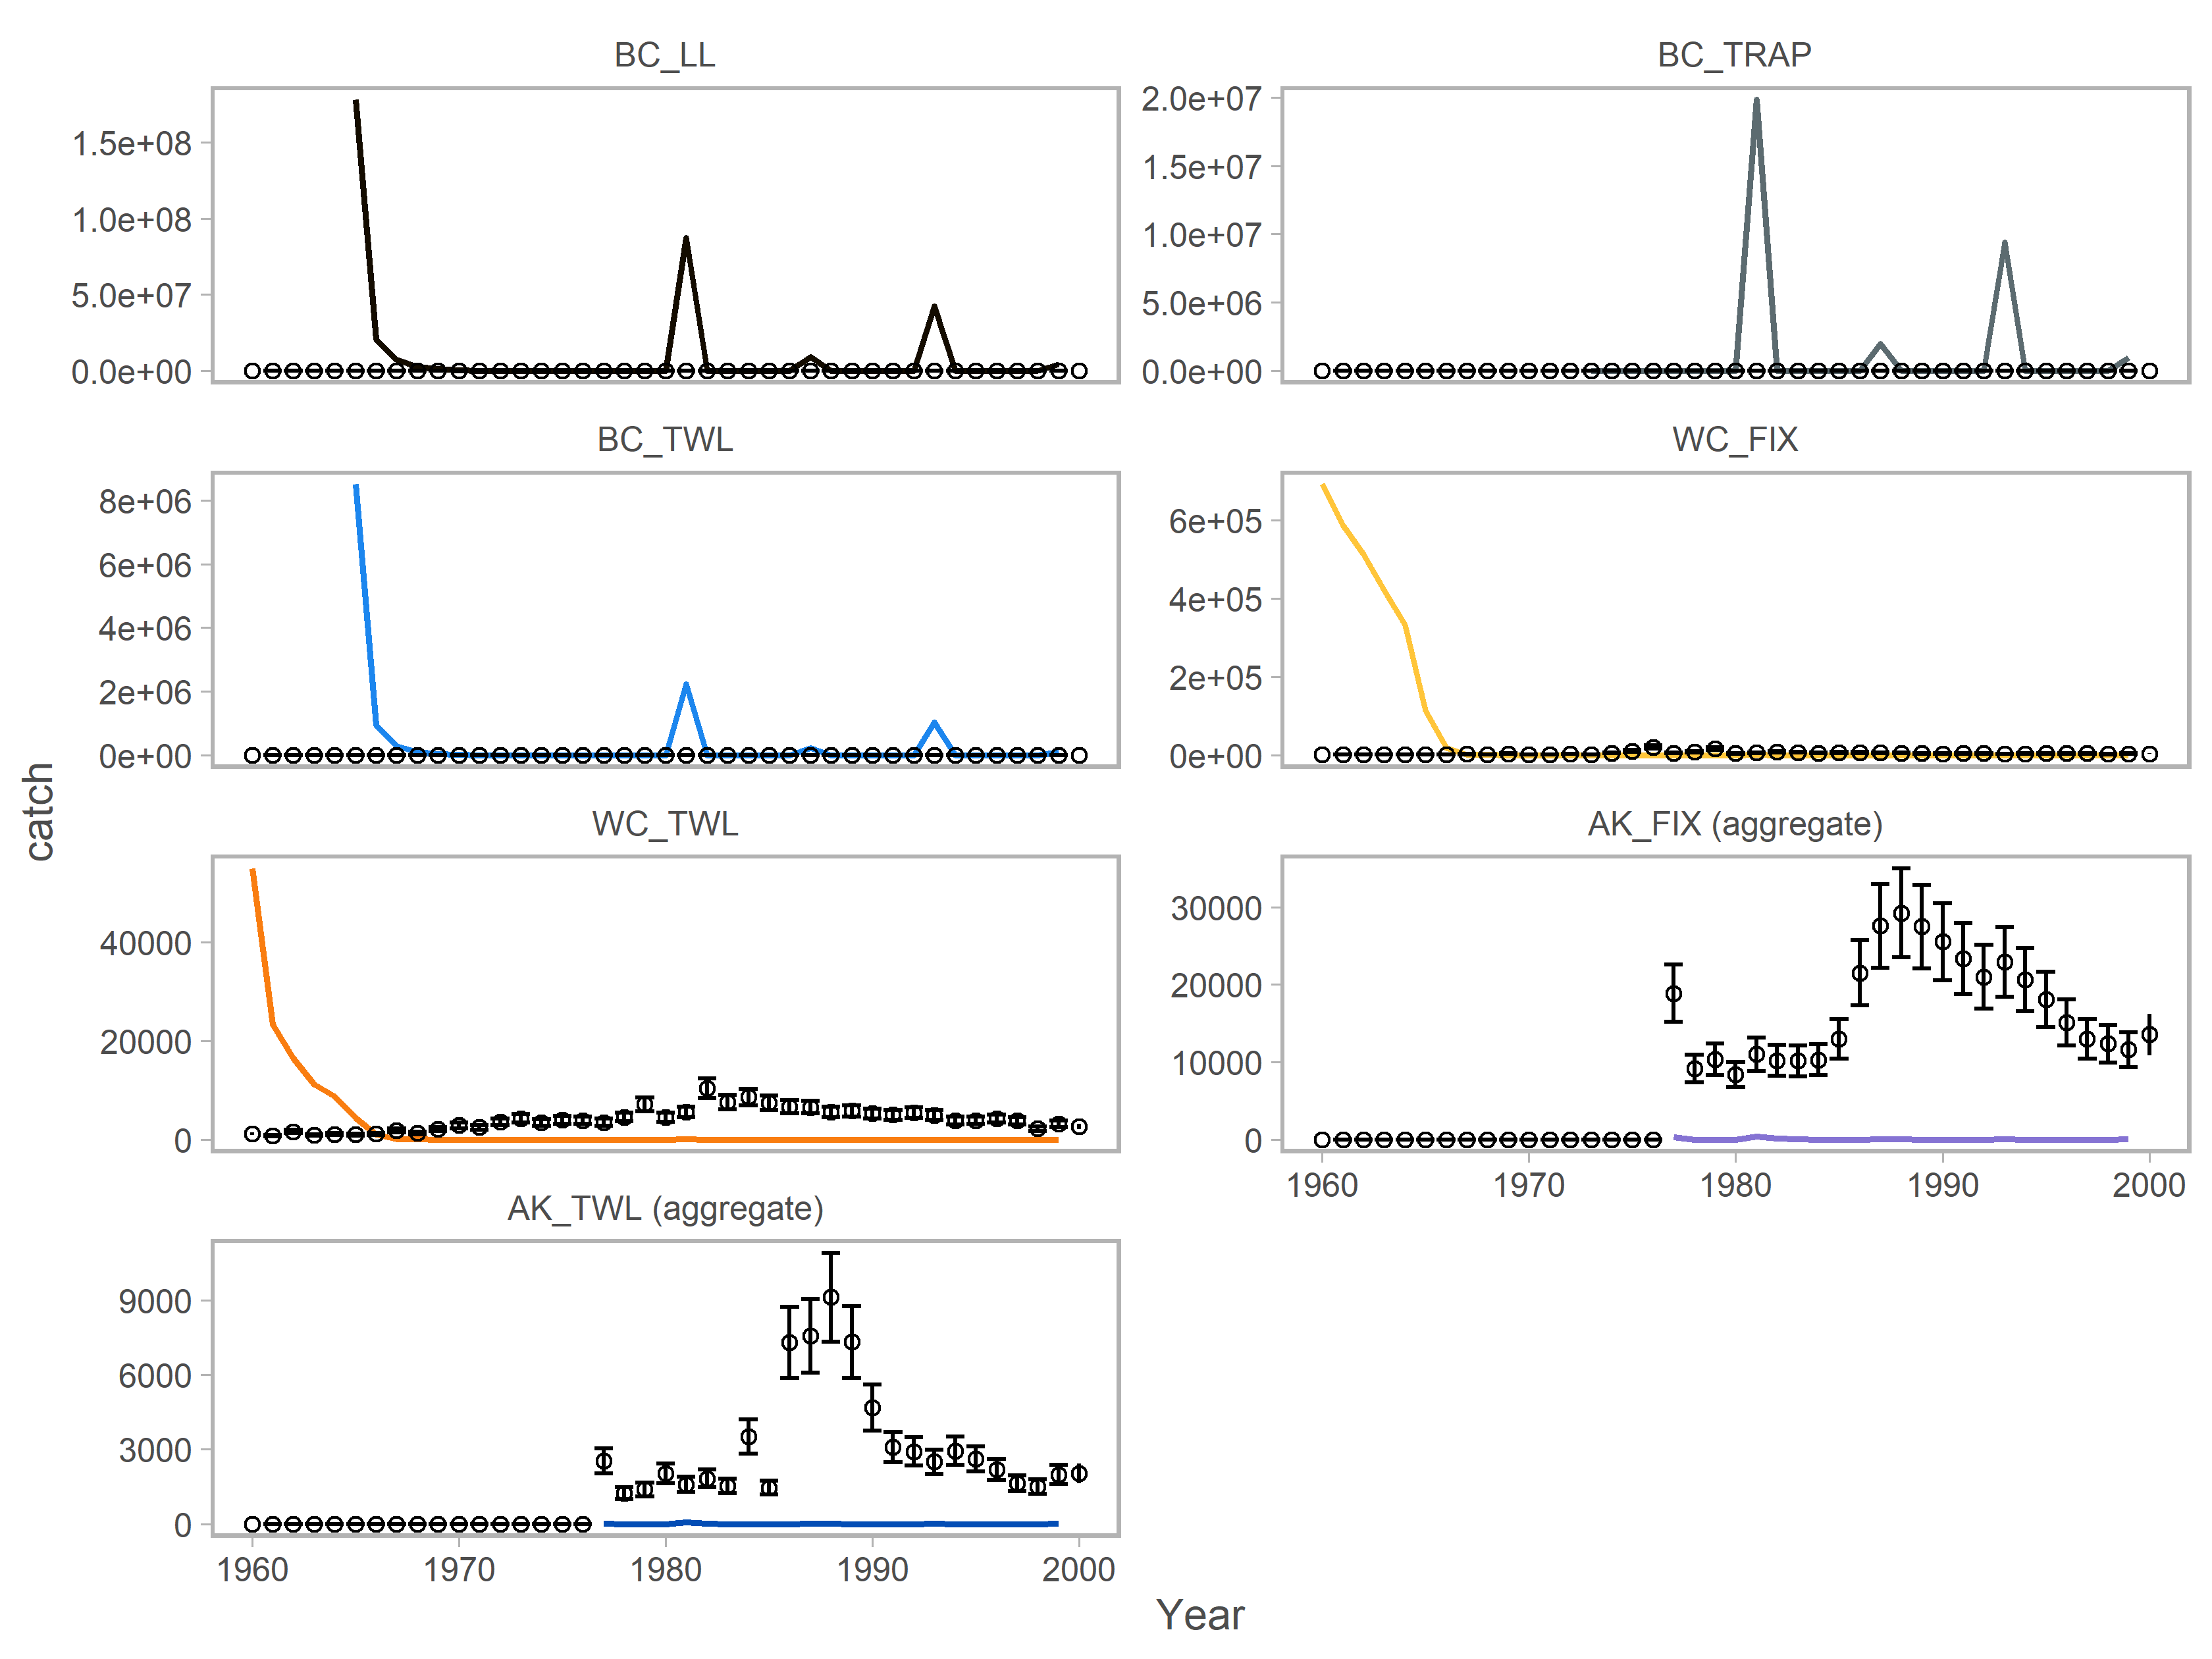 BC_LL
BC_TRAP
1.5e+08
1.0e+08
5.0e+07
0.0e+00
2.0e+07
1.5e+07
1.0e+07
5.0e+06
0.0e+00
BC_TWL
WC_FIX
8e+06
6e+06
4e+06
2e+06
0e+00
6e+05
4e+05
2e+05
0e+00
catch
WC_TWL
AK_FIX (aggregate)
40000
20000
0
30000
20000
10000
0
1960 1970 1980 1990 2000
AK_TWL (aggregate)
9000
6000
3000
0
1960 1970 1980 1990 2000
Year